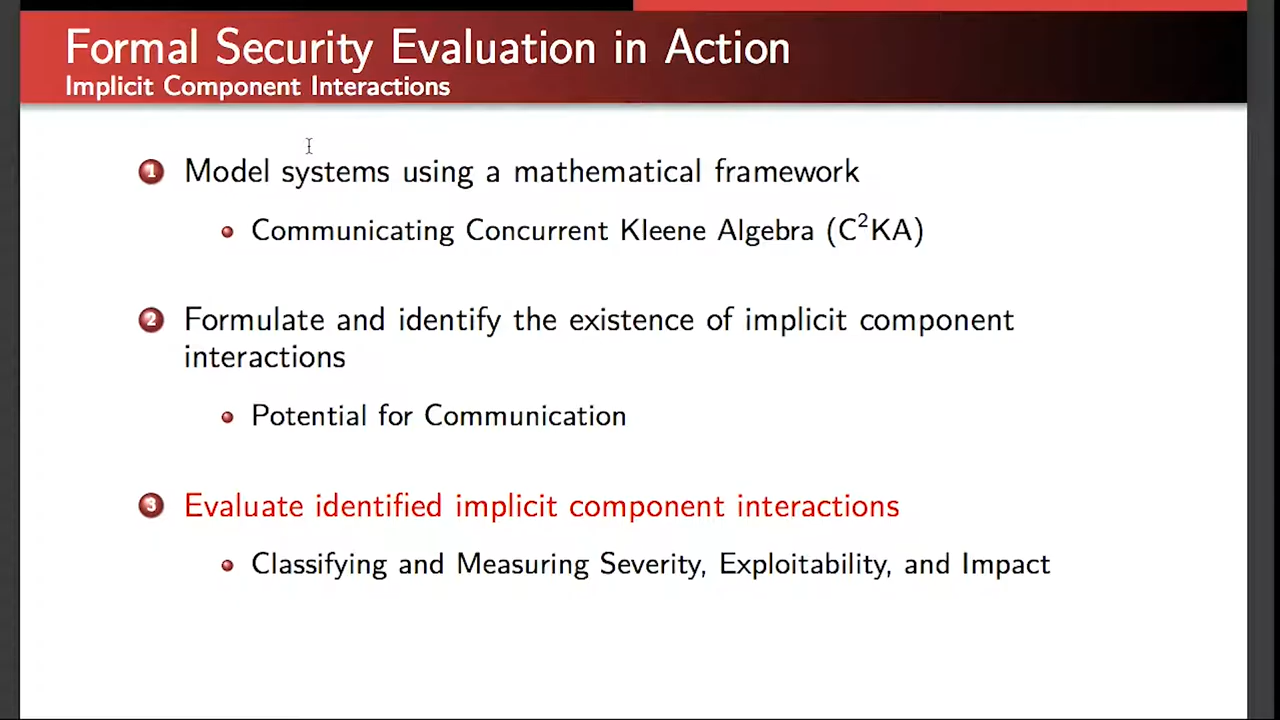 Formal Security Evaluation in Action
Implicit Component Interactions
1 Model systems using a mathematical framework
Communicating Concurrent Kleene Algebra (C²KA)
2 Formulate and identify the existence of implicit component
interactions
Potential for Communication
3 Evaluate identified implicit component interactions
Classifying and Measuring Severity, Exploitability, and Impact